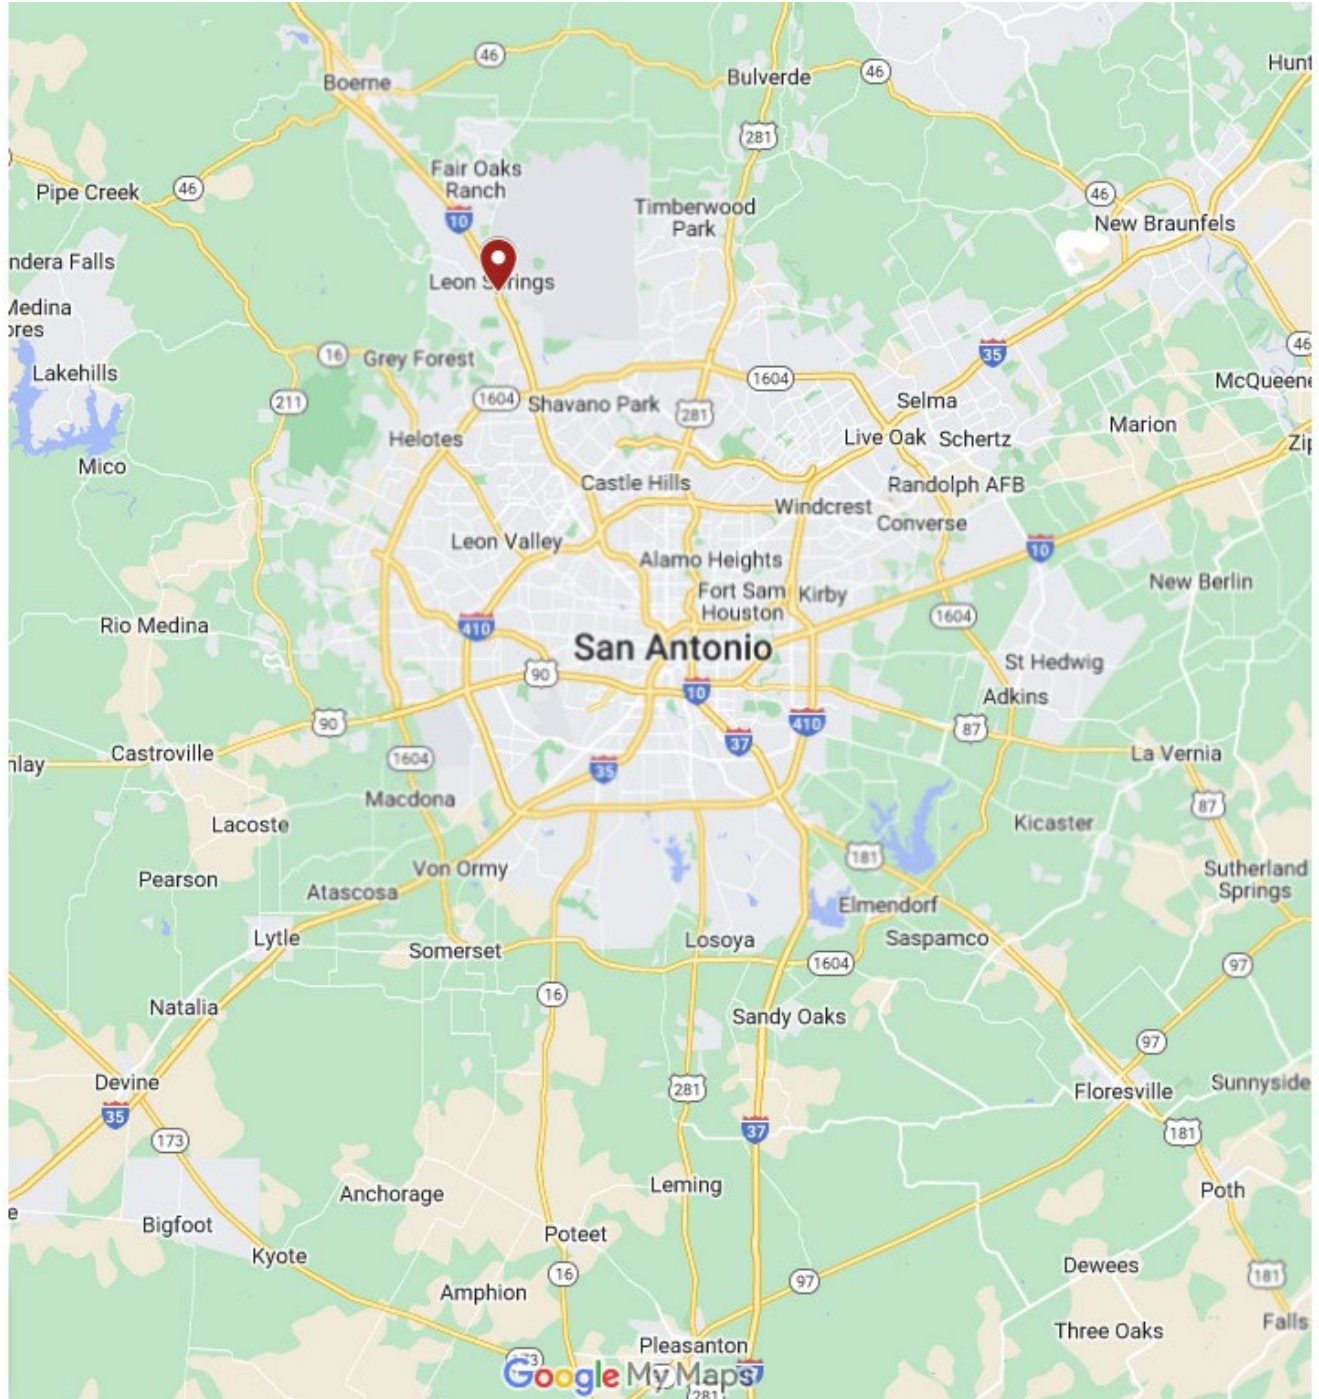 46
Boerne
Bulverde
46
Hunt
281
Fair Oaks
Ranch
Pipe Creek
46
46
10
Timberwood
Park
New Braunfels
ndera Falls
Leon Springs
Medina
ores
46
16
Grey Forest
35
Lakehills
1604
McQueene
211
1604
Shavano Park
281
Selma
Marion
Helotes
Live Oak
Schertz
Zip
Mico
Castle Hills
Randolph AFB
Windcrest
Converse
Leon Valley
10
Alamo Heights
New Berlin
Fort Sam
Houston
Kirby
1604
Rio Medina
410
San Antonio
St Hedwig
90
10
Adkins
90
410
87
37
Castroville
1604
La Vernia
nlay
35
Macdona
87
Lacoste
Kicaster
181
Von Ormy
Sutherland
Springs
Pearson
Atascosa
Elmendorf
Lytle
Losoya
Saspamco
Somerset
1604
97
16
Natalia
Sandy Oaks
97
Devine
281
Floresville
Sunnyside
35
37
181
173
Anchorage
Leming
Poth
e
Bigfoot
Poteet
Kyote
Dewees
16
97
181
Amphion
Falls
Three Oaks
Pleasanton
173
Google My Maps
281